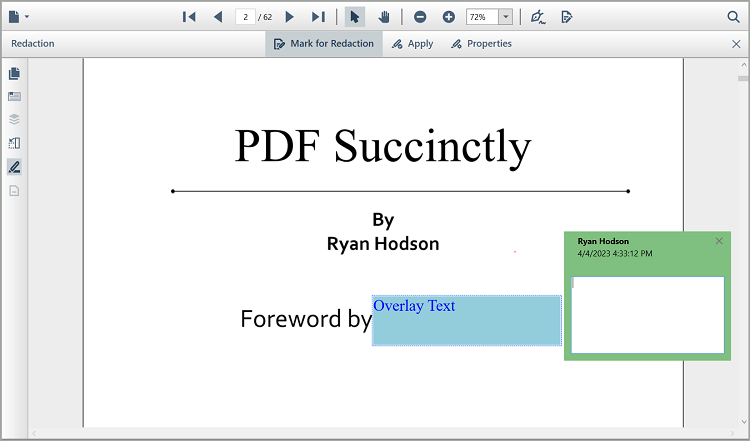 2 / 62 72%
Redaction Mark for Redaction Apply Properties
PDF Succinctly
By
Ryan Hodson
Ryan Hodson
4/4/2023 4:33:12 PM
Foreword by Overlay Text